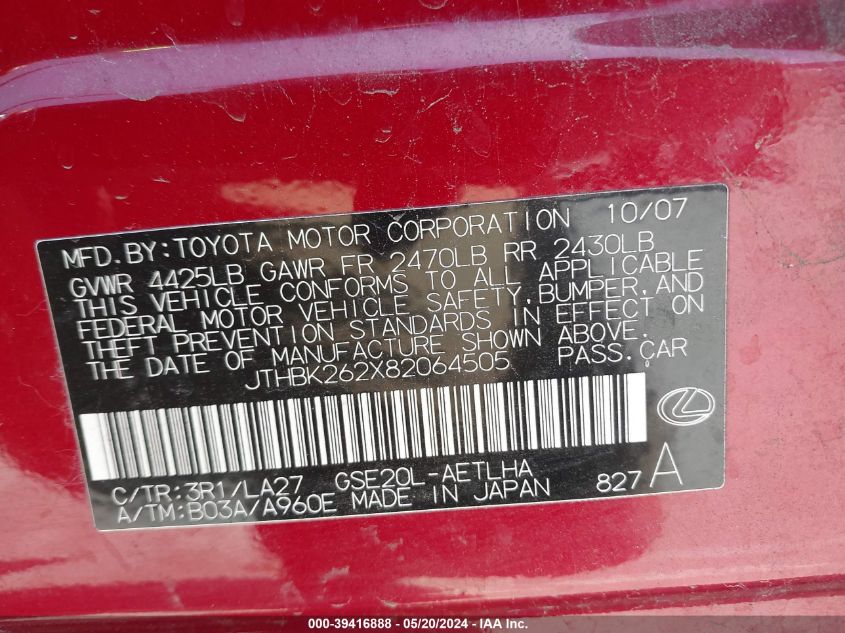 MFD. BY: TOYOTA MOTOR CORPORATION 10/07
GVWR 4425LB GAWR FR 2470LB RR 2430LB
THIS VEHICLE CONFORMS TO ALL APPLICABLE
FEDERAL MOTOR VEHICLE SAFETY, BUMPER, AND
THEFT PREVENTION STANDARDS IN EFFECT ON
THE DATE OF MANUFACTURE SHOWN ABOVE.
JTHBK262X82064505 PASS. CAR
C/TR: 3R1/LA27 GSE20L-AETLHA
A/TM: B03A/A960E MADE IN JAPAN 827 A
000-39416888 - 05/20/2024 - IAAI.COM